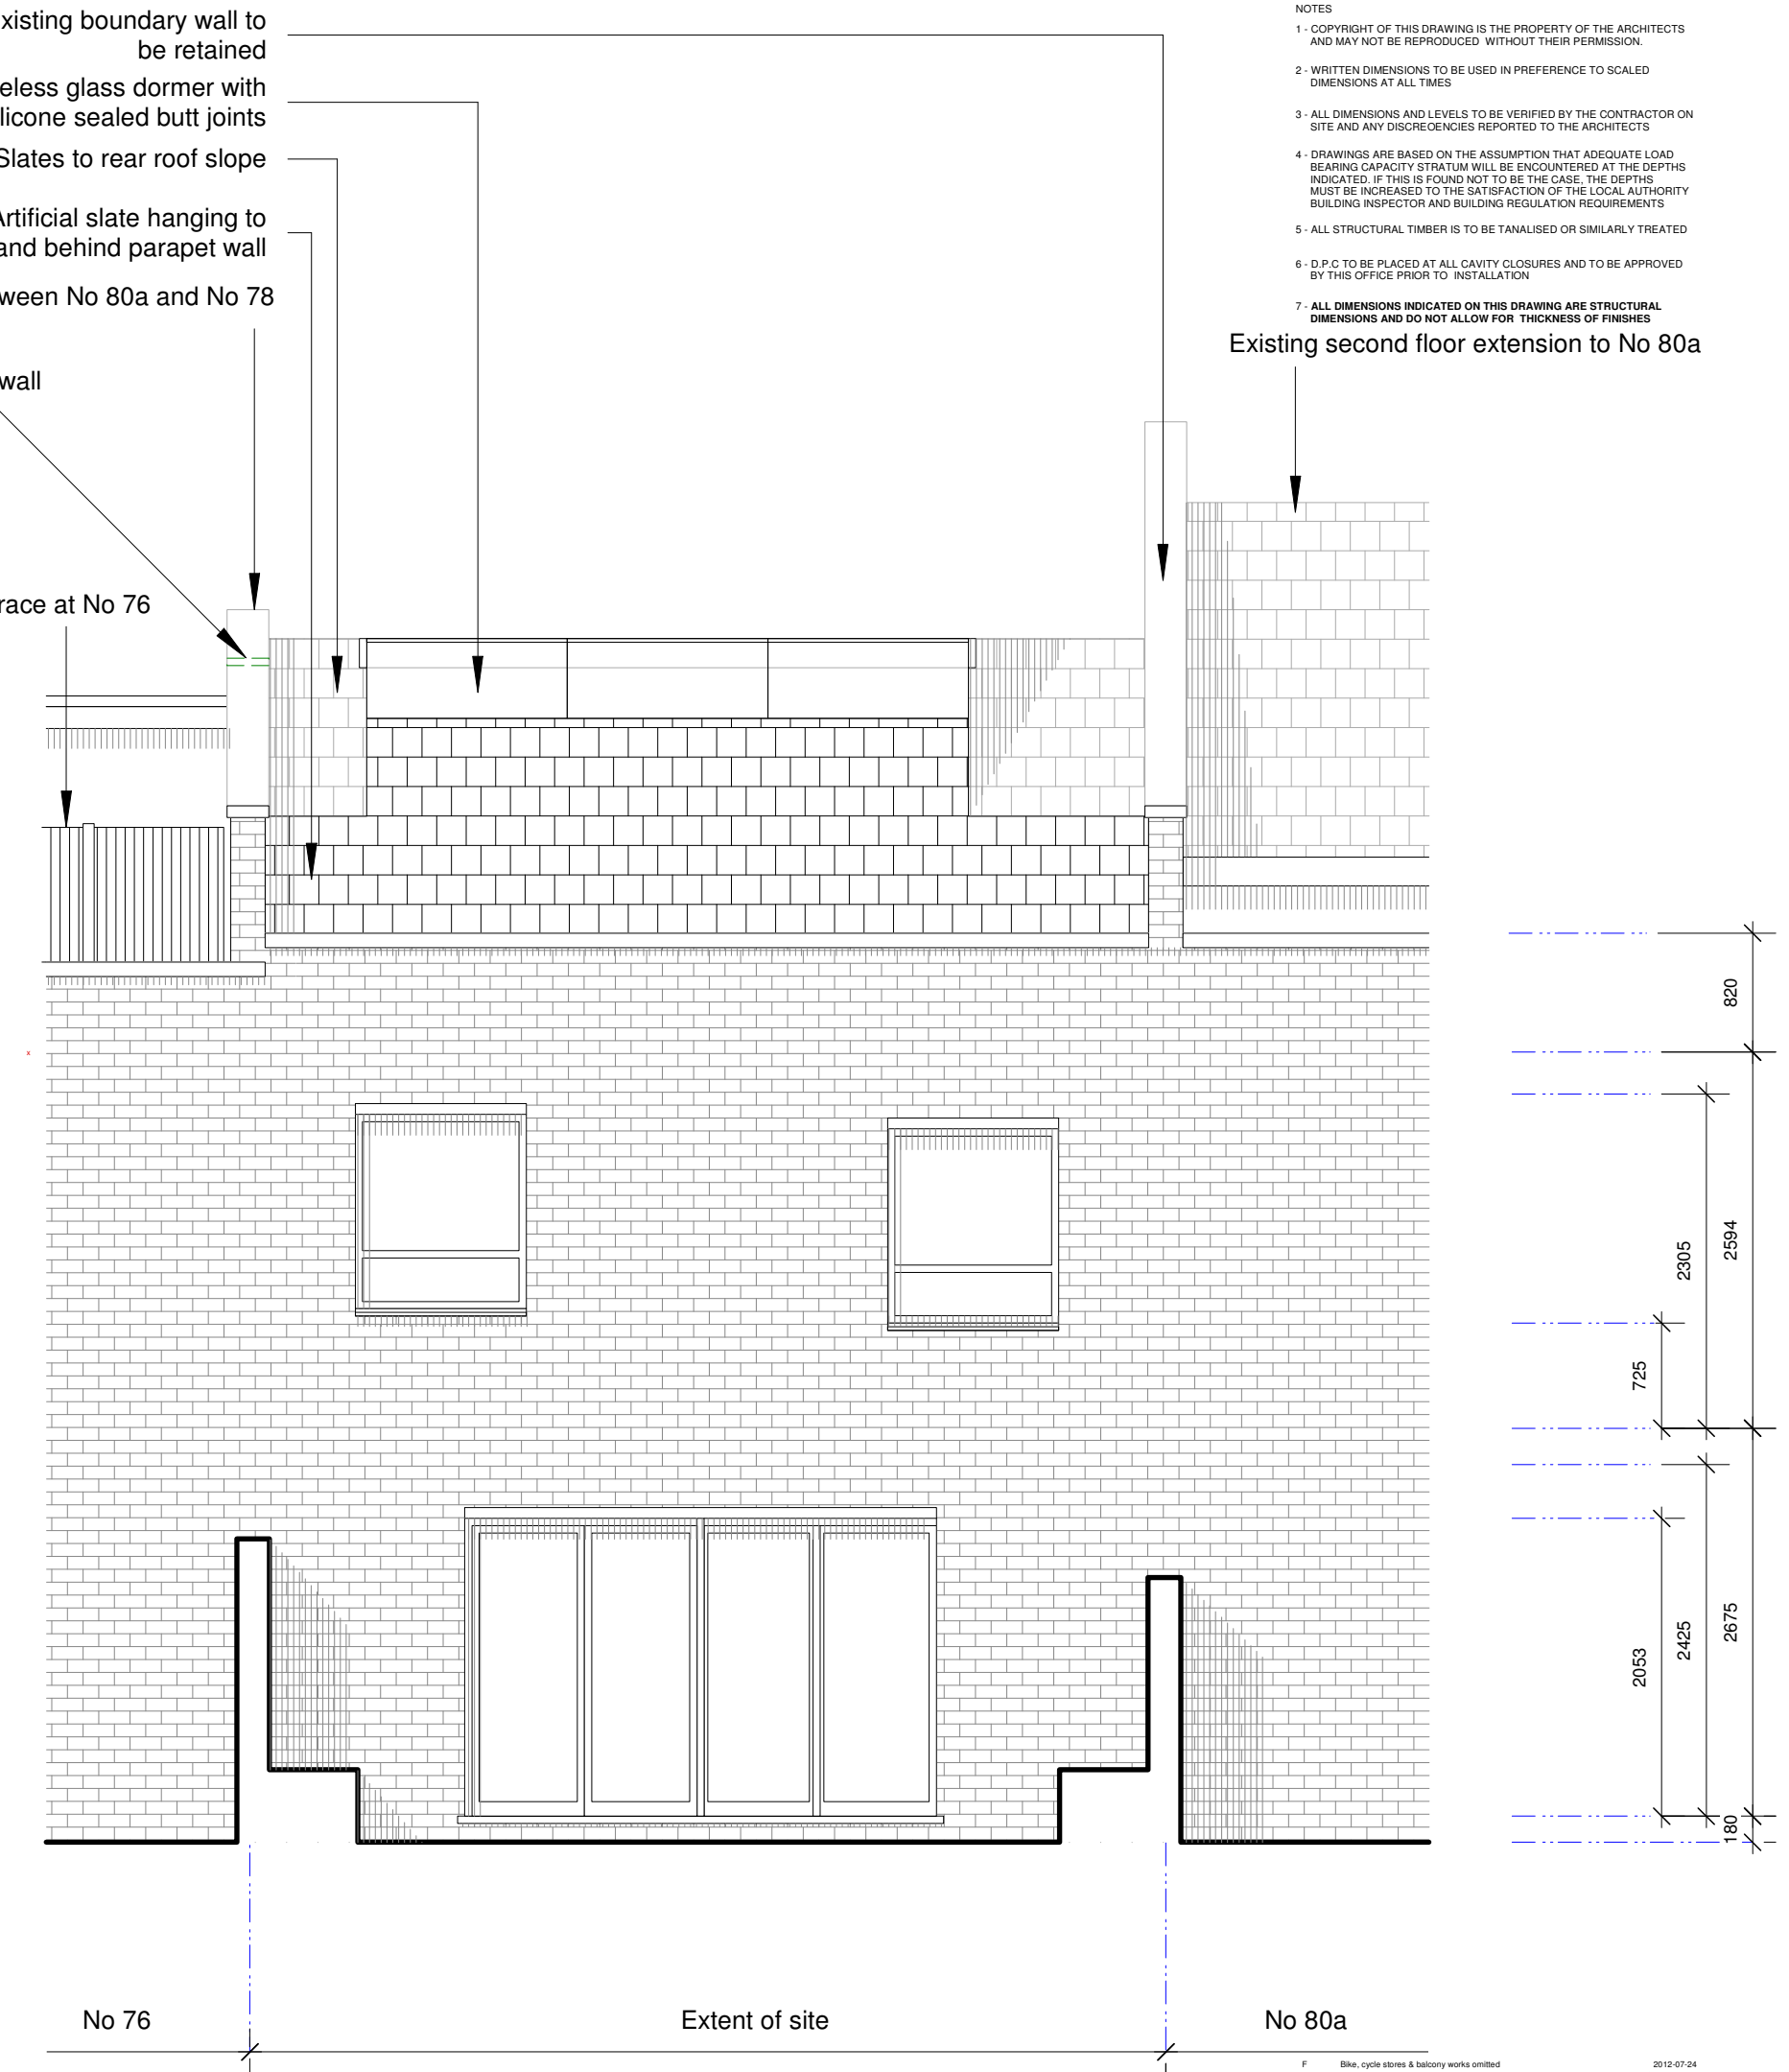 xisting boundary wall to
be retained
eless glass dormer with
licone sealed butt joints
Slates to rear roof slope
Artificial slate hanging to
and behind parapet wall
ween No 80a and No 78
wall
race at No 76
NOTES
1 - COPYRIGHT OF THIS DRAWING IS THE PROPERTY OF THE ARCHITECTS
AND MAY NOT BE REPRODUCED WITHOUT THEIR PERMISSION.
2 - WRITTEN DIMENSIONS TO BE USED IN PREFERENCE TO SCALED
DIMENSIONS AT ALL TIMES
3 - ALL DIMENSIONS AND LEVELS TO BE VERIFIED BY THE CONTRACTOR ON
SITE AND ANY DISCREOENCIES REPORTED TO THE ARCHITECTS
4 - DRAWINGS ARE BASED ON THE ASSUMPTION THAT ADEQUATE LOAD
BEARING CAPACITY STRATUM WILL BE ENCOUNTERED AT THE DEPTHS
INDICATED. IF THIS IS FOUND NOT TO BE THE CASE, THE DEPTHS
MUST BE INCREASED TO THE SATISFACTION OF THE LOCAL AUTHORITY
BUILDING INSPECTOR AND BUILDING REGULATION REQUIREMENTS
5 - ALL STRUCTURAL TIMBER IS TO BE TANALISED OR SIMILARLY TREATED
6 - D.P.C TO BE PLACED AT ALL CAVITY CLOSURES AND TO BE APPROVED
BY THIS OFFICE PRIOR TO INSTALLATION
7 - ALL DIMENSIONS INDICATED ON THIS DRAWING ARE STRUCTURAL
DIMENSIONS AND DO NOT ALLOW FOR THICKNESS OF FINISHES
Existing second floor extension to No 80a
820
2594
2305
725
2675
2425
2053
180
x
No 76
Extent of site
No 80a
F Bike, cycle stores & balcony works omitted 2012-07-24